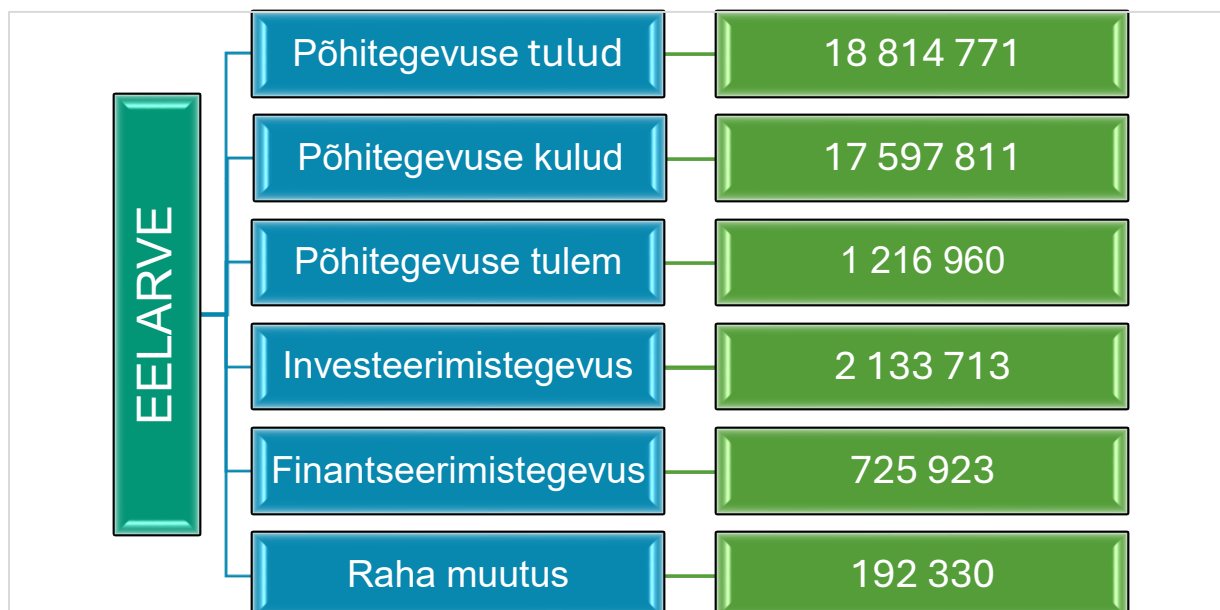 EELARVE
Põhitegevuse tulud
18 814 771
Põhitegevuse kulud
17 597 811
Põhitegevuse tulem
1 216 960
Investeerimistegevus
2 133 713
Finantseerimistegevus
725 923
Raha muutus
192 330